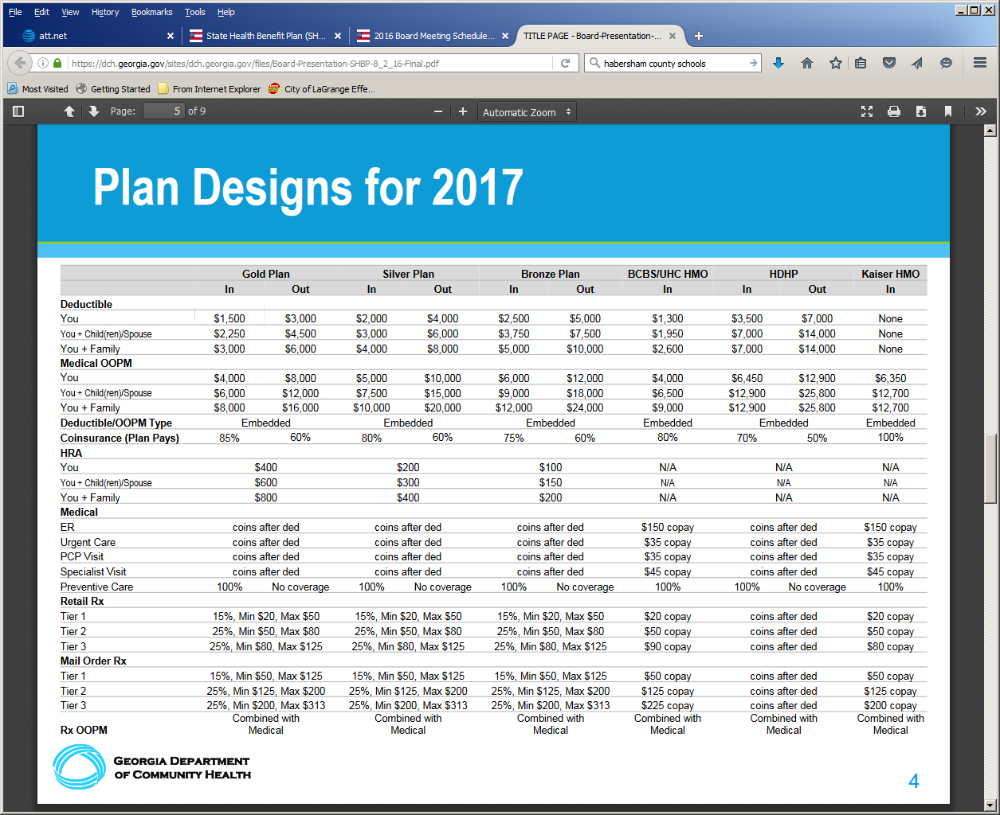 File Edit View History Bookmarks Tools Help
att.net × State Health Benefit Plan (SH... × 2016 Board Meeting Schedule... × TITLE PAGE - Board-Presentation-... × +
https://dch.georgia.gov/sites/dch.georgia.gov/files/Board-Presentation-SHBP-8_2_16-Final.pdf habersham county schools
Most Visited Getting Started From Internet Explorer City of LaGrange Effe...
Page: 5 of 9 Automatic Zoom
Plan Designs for 2017
Gold Plan Silver Plan Bronze Plan BCBS/UHC HMO HDHP Kaiser HMO
In Out In Out In Out In In Out In
Deductible
You $1,500 $3,000 $2,000 $4,000 $2,500 $5,000 $1,300 $3,500 $7,000 None
You + Child(ren)/Spouse $2,250 $4,500 $3,000 $6,000 $3,750 $7,500 $1,950 $7,000 $14,000 None
You + Family $3,000 $6,000 $4,000 $8,000 $5,000 $10,000 $2,600 $7,000 $14,000 None
Medical OOPM
You $4,000 $8,000 $5,000 $10,000 $6,000 $12,000 $4,000 $6,450 $12,900 $6,350
You + Child(ren)/Spouse $6,000 $12,000 $7,500 $15,000 $9,000 $18,000 $6,500 $12,900 $25,800 $12,700
You + Family $8,000 $16,000 $10,000 $20,000 $12,000 $24,000 $9,000 $12,900 $25,800 $12,700
Deductible/OOPM Type Embedded Embedded Embedded Embedded Embedded Embedded
Coinsurance (Plan Pays) 85% 60% 80% 60% 75% 60% 80% 70% 50% 100%
HRA
You $400 $200 $100 N/A N/A N/A
You + Child(ren)/Spouse $600 $300 $150 N/A N/A N/A
You + Family $800 $400 $200 N/A N/A N/A
Medical
ER coins after ded coins after ded coins after ded $150 copay coins after ded $150 copay
Urgent Care coins after ded coins after ded coins after ded $35 copay coins after ded $35 copay
PCP Visit coins after ded coins after ded coins after ded $35 copay coins after ded $35 copay
Specialist Visit coins after ded coins after ded coins after ded $45 copay coins after ded $45 copay
Preventive Care 100% No coverage 100% No coverage 100% No coverage 100% 100% No coverage 100%
Retail Rx
Tier 1 15%, Min $20, Max $50 15%, Min $20, Max $50 15%, Min $20, Max $50 $20 copay coins after ded $20 copay
Tier 2 25%, Min $50, Max $80 25%, Min $50, Max $80 25%, Min $50, Max $80 $50 copay coins after ded $50 copay
Tier 3 25%, Min $80, Max $125 25%, Min $80, Max $125 25%, Min $80, Max $125 $90 copay coins after ded $80 copay
Mail Order Rx
Tier 1 15%, Min $50, Max $125 15%, Min $50, Max $125 15%, Min $50, Max $125 $50 copay coins after ded $50 copay
Tier 2 25%, Min $125, Max $200 25%, Min $125, Max $200 25%, Min $125, Max $200 $125 copay coins after ded $125 copay
Tier 3 25%, Min $200, Max $313 25%, Min $200, Max $313 25%, Min $200, Max $313 $225 copay coins after ded $200 copay
Combined with Combined with Combined with Combined with Combined with Combined with
Rx OOPM Medical Medical Medical Medical Medical Medical
GEORGIA DEPARTMENT
OF COMMUNITY HEALTH
4